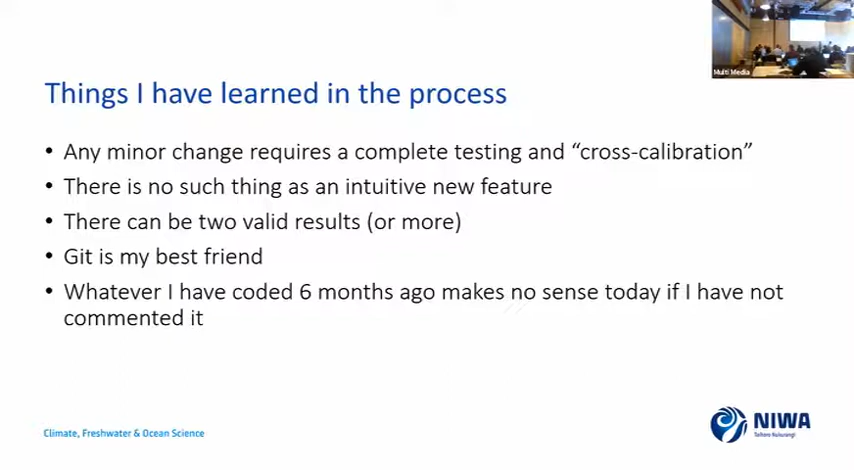 Multi Media
Things I have learned in the process
• Any minor change requires a complete testing and “cross-calibration”
• There is no such thing as an intuitive new feature
• There can be two valid results (or more)
• Git is my best friend
• Whatever I have coded 6 months ago makes no sense today if I have not
commented it
Climate, Freshwater & Ocean Science
NIWA
Taihoro Nukurangi